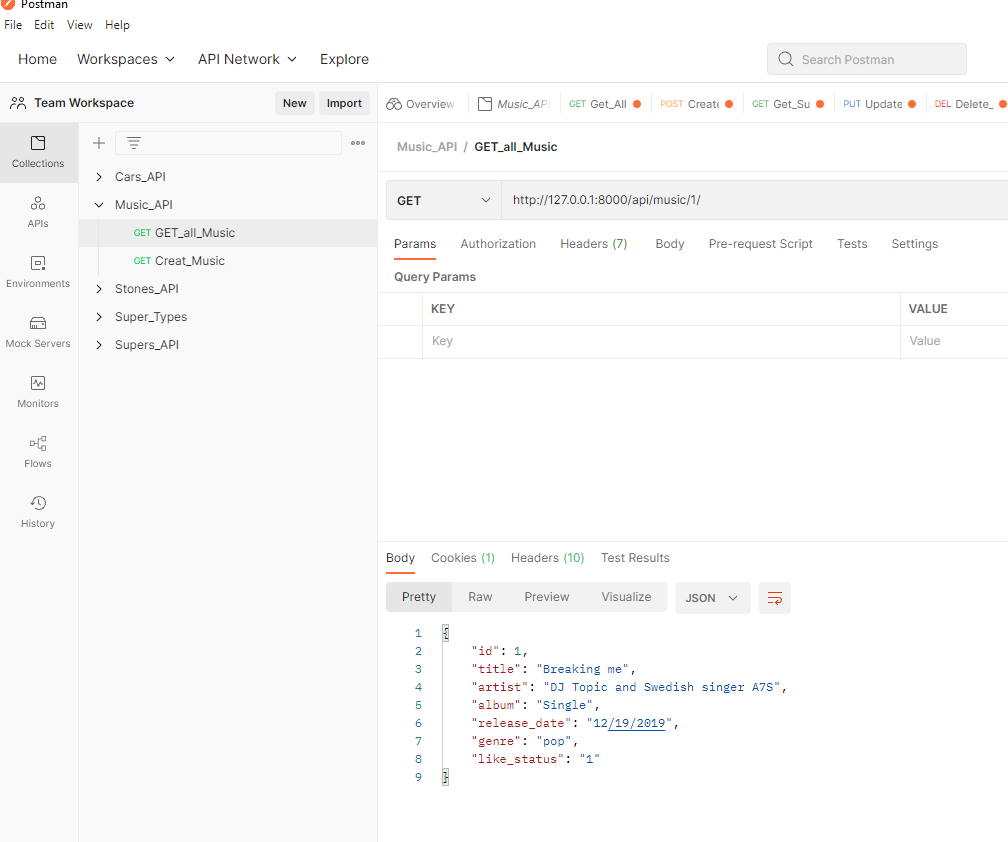 Postman
File Edit View Help
Home Workspaces API Network Explore Search Postman
Team Workspace New Import
Overview Music_AP GET Get_All POST Create GET Get_Su PUT Update DEL Delete_
Collections
APIs
Environments
Mock Servers
Monitors
Flows
History
Cars_API
Music_API
GET GET_all_Music
GET Creat_Music
Stones_API
Super_Types
Supers_API
Music_API / GET_all_Music
GET http://127.0.0.1:8000/api/music/1/
Params Authorization Headers (7) Body Pre-request Script Tests Settings
Query Params
KEY VALUE
Key Value
Body Cookies (1) Headers (10) Test Results
Pretty Raw Preview Visualize JSON
1 {
2 "id": 1,
3 "title": "Breaking me",
4 "artist": "DJ Topic and Swedish singer A7S",
5 "album": "Single",
6 "release_date": "12/19/2019",
7 "genre": "pop",
8 "like_status": "1"
9 }